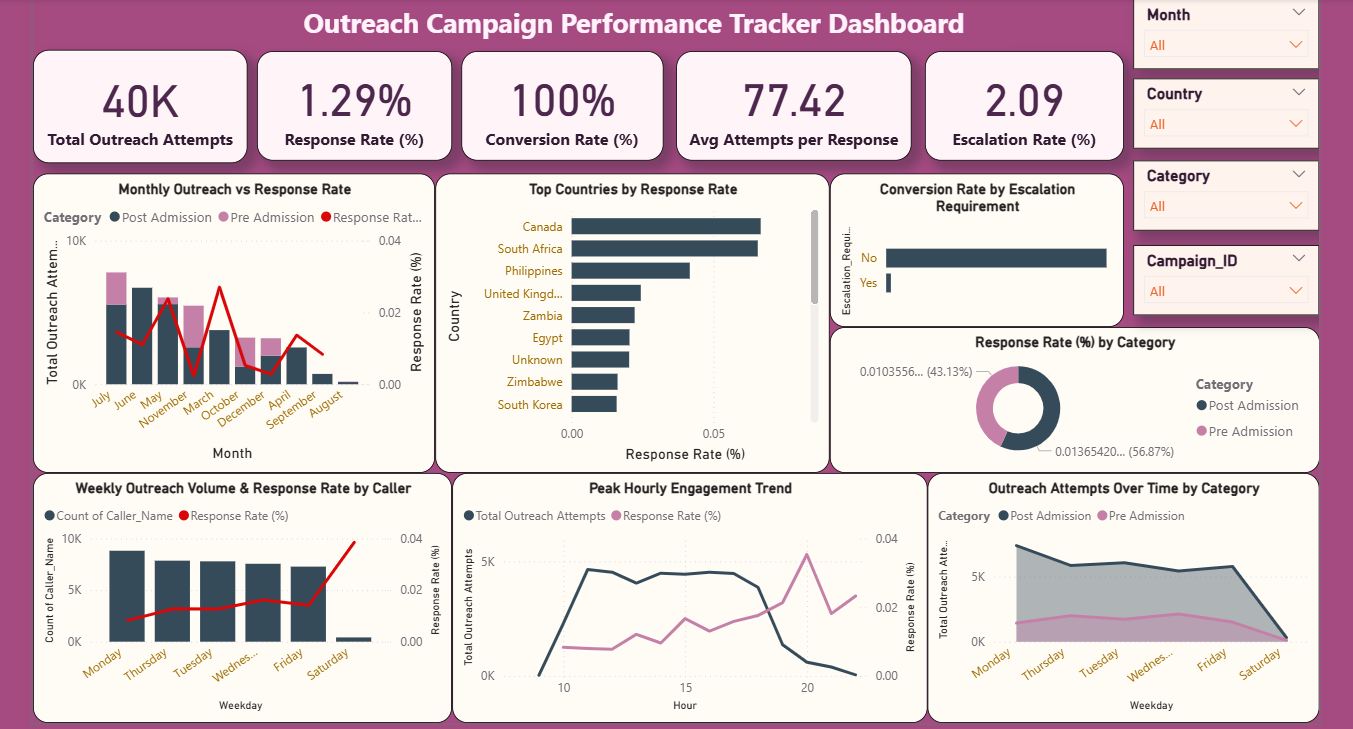 Outreach Campaign Performance Tracker Dashboard
Month
All
Country
All
Category
All
Campaign_ID
All
40K
Total Outreach Attempts
1.29%
Response Rate (%)
100%
Conversion Rate (%)
77.42
Avg Attempts per Response
2.09
Escalation Rate (%)
Monthly Outreach vs Response Rate
Category Post Admission Pre Admission Response Rat...
Total Outreach Attem...
10K
0K
0.04
0.02
0.00
Response Rate (%)
July
June
May
November
March
October
December
April
September
August
Month
Top Countries by Response Rate
Country
Canada
South Africa
Philippines
United Kingd...
Zambia
Egypt
Unknown
Zimbabwe
South Korea
0.00 0.05
Response Rate (%)
Conversion Rate by Escalation
Requirement
Escalation_Requi...
No
Yes
Response Rate (%) by Category
0.0103556... (43.13%)
0.01365420... (56.87%)
Category
Post Admission
Pre Admission
Weekly Outreach Volume & Response Rate by Caller
Count of Caller_Name Response Rate (%)
Count of Caller_Name
10K
5K
0K
0.04
0.02
0.00
Response Rate (%)
Monday
Thursday
Tuesday
Wednes...
Friday
Saturday
Weekday
Peak Hourly Engagement Trend
Total Outreach Attempts Response Rate (%)
Total Outreach Attempts
5K
0K
0.04
0.02
0.00
Response Rate (%)
10 15 20
Hour
Outreach Attempts Over Time by Category
Category Post Admission Pre Admission
Total Outreach Atte...
5K
0K
Monday
Thursday
Tuesday
Wednes...
Friday
Saturday
Weekday